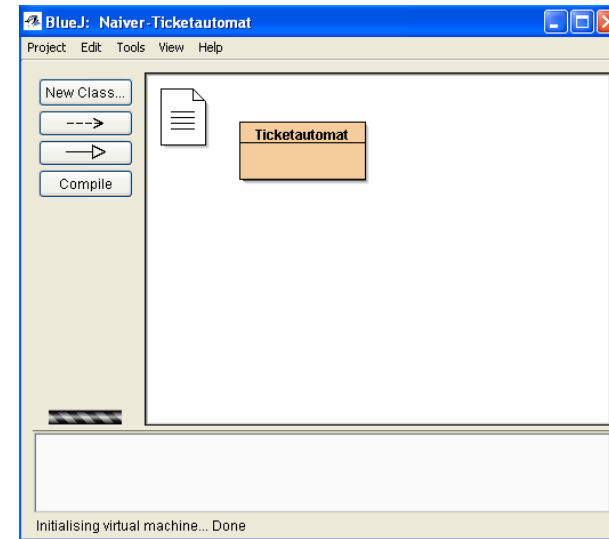 BlueJ: Naiver-Ticketautomat
Project Edit Tools View Help
New Class...
Compile
Ticketautomat
Initialising virtual machine... Done